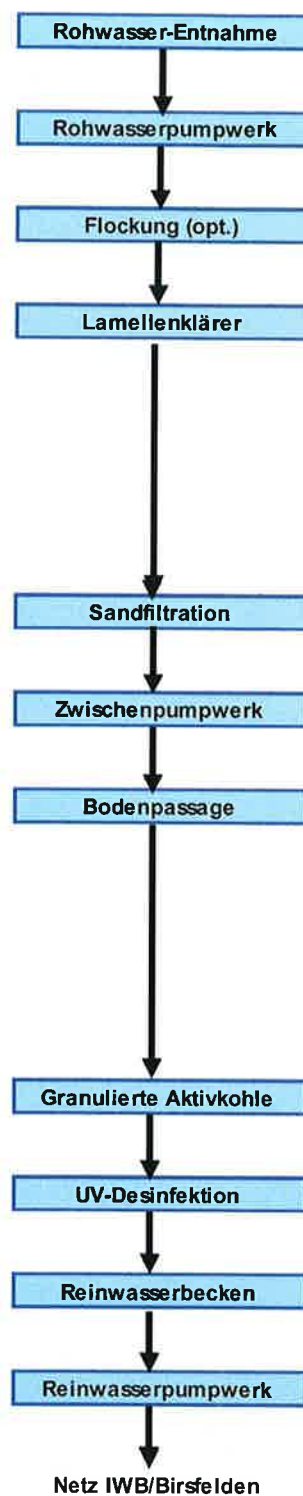 Rohwasser-Entnahme
Rohwasserpumpwerk
Flockung (opt.)
Lamellenklärer
Sandfiltration
Zwischenpumpwerk
Bodenpassage
Granulierte Aktivkohle
UV-Desinfektion
Reinwasserbecken
Reinwasserpumpwerk
Netz IWB/Birsfelden